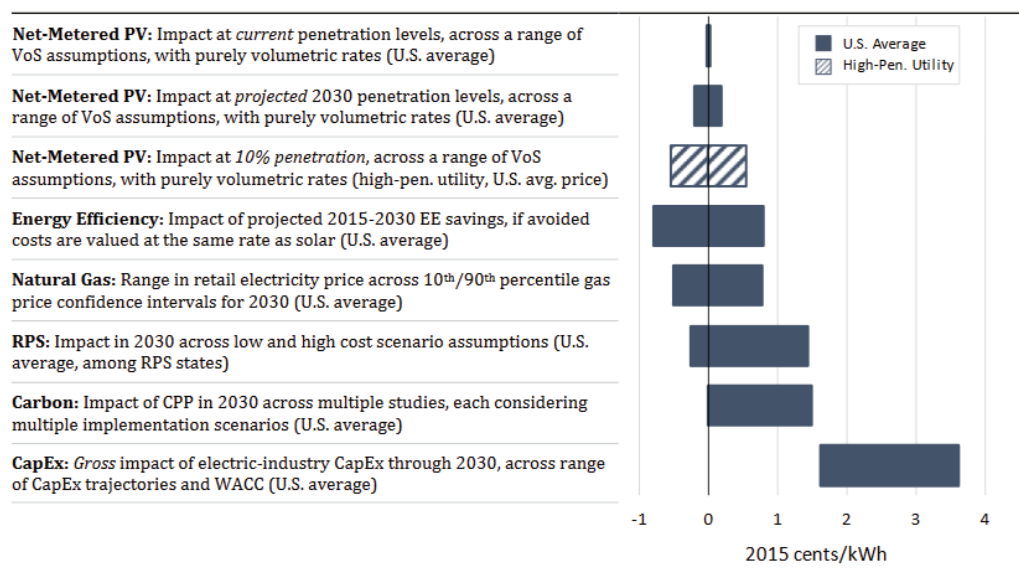 Net-Metered PV: Impact at current penetration levels, across a range of
VoS assumptions, with purely volumetric rates (U.S. average)
Net-Metered PV: Impact at projected 2030 penetration levels, across a
range of VoS assumptions, with purely volumetric rates (U.S. average)
Net-Metered PV: Impact at 10% penetration, across a range of VoS
assumptions, with purely volumetric rates (high-pen. utility, U.S. avg. price)
Energy Efficiency: Impact of projected 2015-2030 EE savings, if avoided
costs are valued at the same rate as solar (U.S. average)
Natural Gas: Range in retail electricity price across 10th/90th percentile gas
price confidence intervals for 2030 (U.S. average)
RPS: Impact in 2030 across low and high cost scenario assumptions (U.S.
average, among RPS states)
Carbon: Impact of CPP in 2030 across multiple studies, each considering
multiple implementation scenarios (U.S. average)
CapEx: Gross impact of electric-industry CapEx through 2030, across range
of CapEx trajectories and WACC (U.S. average)
U.S. Average
High-Pen. Utility
-1 0 1 2 3 4
2015 cents/kWh